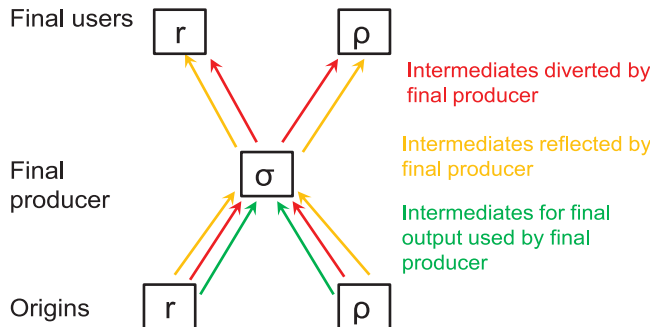 Final users
r
ρ
Intermediates diverted by
final producer
Intermediates reflected by
final producer
Final
producer
σ
Intermediates for final
output used by final
producer
Origins
r
ρ